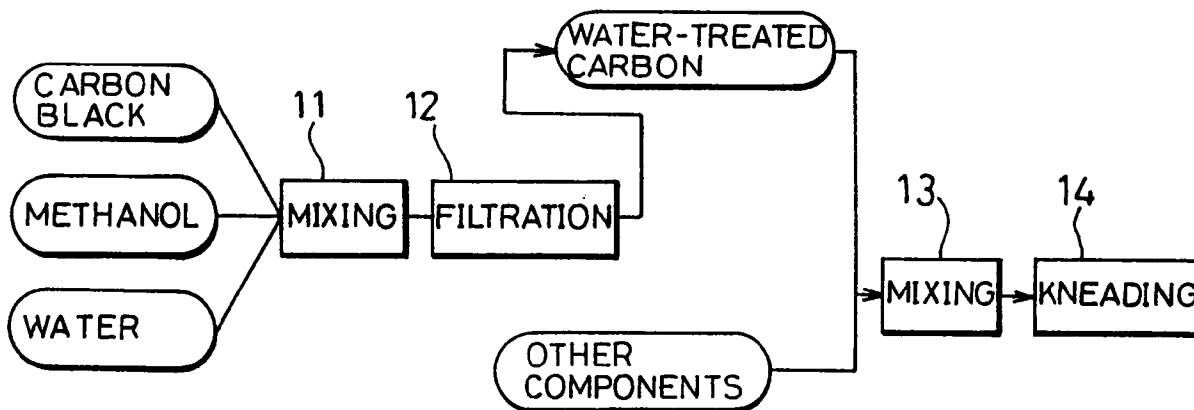 CARBON
BLACK
METHANOL
WATER
11
MIXING
12
FILTRATION
WATER-TREATED
CARBON
OTHER
COMPONENTS
13
MIXING
14
KNEADING